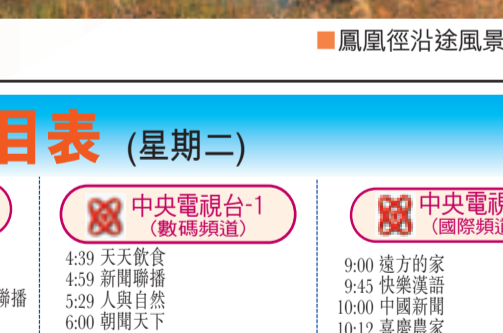 ■鳳凰徑沿途風景
目表 (星期二)
中央電視台-1
(數碼頻道)
4:39 天天飲食
4:59 新聞聯播
5:29 人與自然
6:00 朝聞天下
聯播
中央電視
(國際頻道
9:00 遠方的家
9:45 快樂漢語
10:00 中國新聞
10:12 喜慶農家